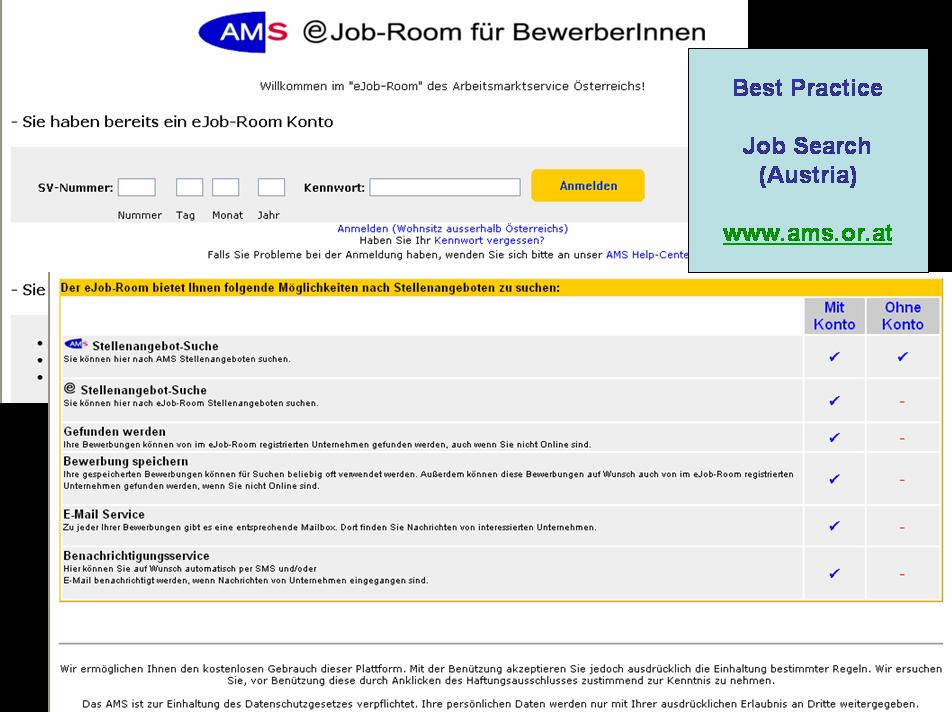 AMS @Job-Room für BewerberInnen
Willkommen im "eJob-Room" des Arbeitsmarktservice Österreichs!
- Sie haben bereits ein eJob-Room Konto
SV-Nummer:
Kennwort:
Anmelden
Nummer Tag Monat Jahr
Anmelden (Wohnsitz ausserhalb Österreichs)
Haben Sie Ihr Kennwort vergessen?
Falls Sie Probleme bei der Anmeldung haben, wenden Sie sich bitte an unser AMS Help-Cente
Best Practice
Job Search
(Austria)
www.ams.or.at
- Sie
Der eJob-Room bietet Ihnen folgende Möglichkeiten nach Stellenangeboten zu suchen:
Mit Konto
Ohne Konto
AMS Stellenangebot-Suche ✔ ✔
Sie können hier nach AMS Stellenangeboten suchen.
@ Stellenangebot-Suche ✔ -
Sie können hier nach eJob-Room Stellenangeboten suchen.
Gefunden werden ✔ -
Ihre Bewerbungen können von im eJob-Room registrierten Unternehmen gefunden werden, auch wenn Sie nicht Online sind.
Bewerbung speichern ✔ -
Ihre gespeicherten Bewerbungen können für Suchen beliebig oft verwendet werden. Außerdem können diese Bewerbungen auf Wunsch auch von im eJob-Room registrierten
Unternehmen gefunden werden, wenn Sie nicht Online sind.
E-Mail Service ✔ -
Zu jeder Ihrer Bewerbungen gibt es eine entsprechende Mailbox. Dort finden Sie Nachrichten von interessierten Unternehmen.
Benachrichtigungsservice ✔ -
Hier können Sie auf Wunsch automatisch per SMS und/oder
E-Mail benachrichtigt werden, wenn Nachrichten von Unternehmen eingegangen sind.
Wir ermöglichen Ihnen den kostenlosen Gebrauch dieser Plattform. Mit der Benützung akzeptieren Sie jedoch ausdrücklich die Einhaltung bestimmter Regeln. Wir ersuchen
Sie, vor Benützung diese durch Anklicken des Haftungsausschlusses zustimmend zur Kenntnis zu nehmen.
Das AMS ist zur Einhaltung des Datenschutzgesetzes verpflichtet. Ihre persönlichen Daten werden nur mit Ihrer ausdrücklichen Erlaubnis an Dritte weitergegeben.